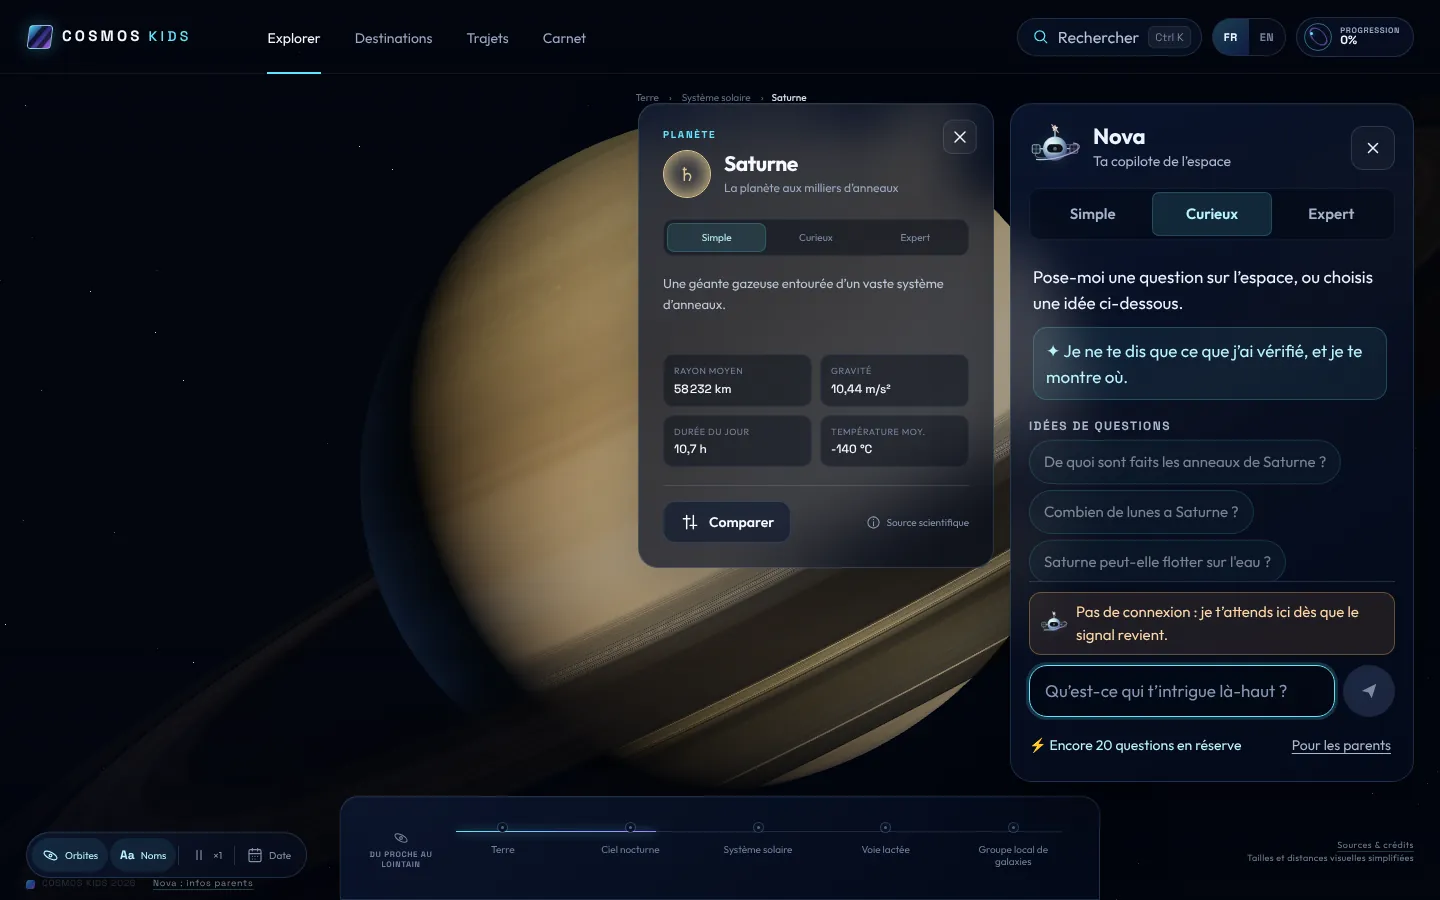 COSMOS KIDS
Explorer
Destinations
Trajets
Carnet
Rechercher
Ctrl K
FR
EN
PROGRESSION
0%
Terre › Système solaire › Saturne
PLANÈTE
♄
Saturne
La planète aux milliers d'anneaux
Simple
Curieux
Expert
Une géante gazeuse entourée d'un vaste système
d'anneaux.
RAYON MOYEN
58 232 km
GRAVITÉ
10,44 m/s²
DURÉE DU JOUR
10,7 h
TEMPÉRATURE MOY.
-140 °C
Comparer
Source scientifique
Nova
Ta copilote de l'espace
Simple
Curieux
Expert
Pose-moi une question sur l'espace, ou choisis
une idée ci-dessous.
✦ Je ne te dis que ce que j'ai vérifié, et je te
montre où.
IDÉES DE QUESTIONS
De quoi sont faits les anneaux de Saturne ?
Combien de lunes a Saturne ?
Saturne peut-elle flotter sur l'eau ?
Pas de connexion : je t'attends ici dès que le
signal revient.
Qu'est-ce qui t'intrigue là-haut ?
⚡ Encore 20 questions en réserve
Pour les parents
DU PROCHE AU
LOINTAIN
Terre
Ciel nocturne
Système solaire
Voie lactée
Groupe local de
galaxies
Orbites
Aa Noms
×1
Date
COSMOS KIDS 2026
Nova : infos parents
Sources & crédits
Tailles et distances visuelles simplifiées